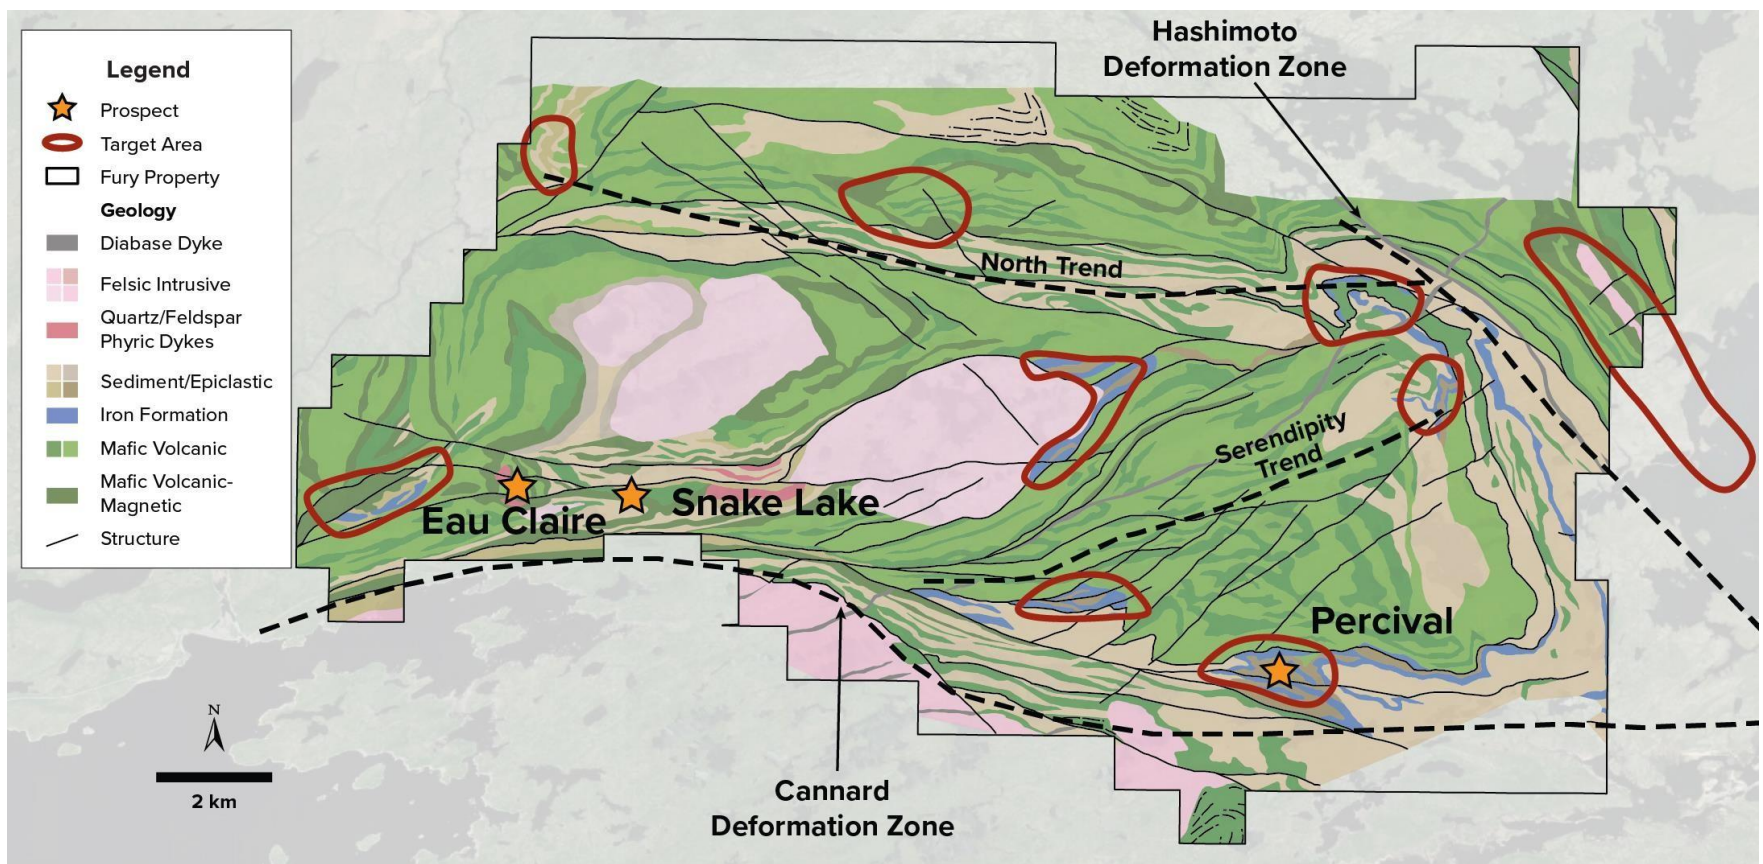 Legend
Prospect
Target Area
Fury Property
Geology
Diabase Dyke
Felsic Intrusive
Quartz/Feldspar
Phyric Dykes
Sediment/Epiclastic
Iron Formation
Mafic Volcanic
Mafic Volcanic-
Magnetic
Structure
Hashimoto
Deformation Zone
North Trend
Serendipity
Trend
Eau Claire
Snake Lake
Percival
Cannard
Deformation Zone
N
2 km